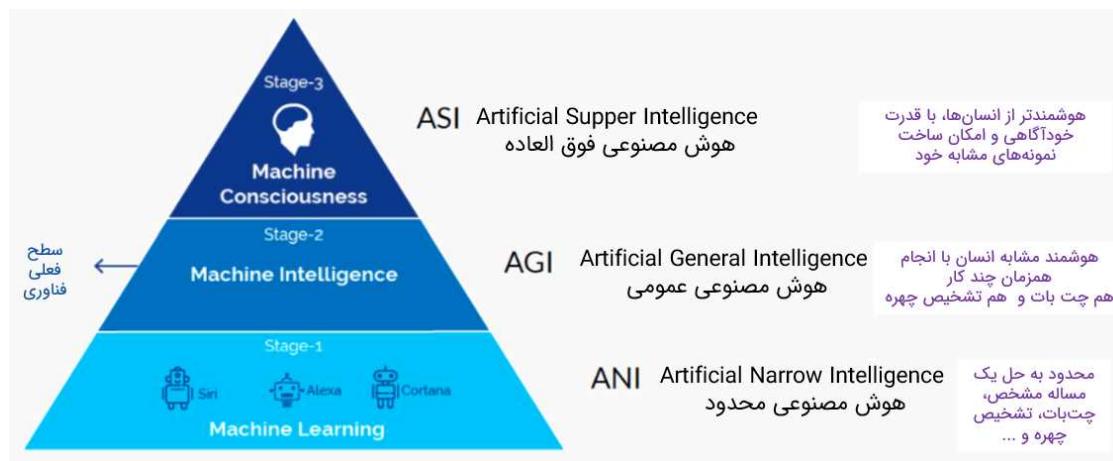 Stage-3
Machine
Consciousness
ASI Artificial Supper Intelligence
هوش مصنوعی فوق العاده
هوشمندتر از انسان‌ها، با قدرت
خودآگاهی و امکان ساخت
نمونه‌های مشابه خود
سطح
فعلی
فناوری
Stage-2
Machine Intelligence
AGI Artificial General Intelligence
هوش مصنوعی عمومی
هوشمند مشابه انسان با انجام
همزمان چند کار
هم چت بات و هم تشخیص چهره
Stage-1
Siri Alexa Cortana
Machine Learning
ANI Artificial Narrow Intelligence
هوش مصنوعی محدود
محدود به حل یک
مساله مشخص،
چت‌بات، تشخیص
چهره و ...